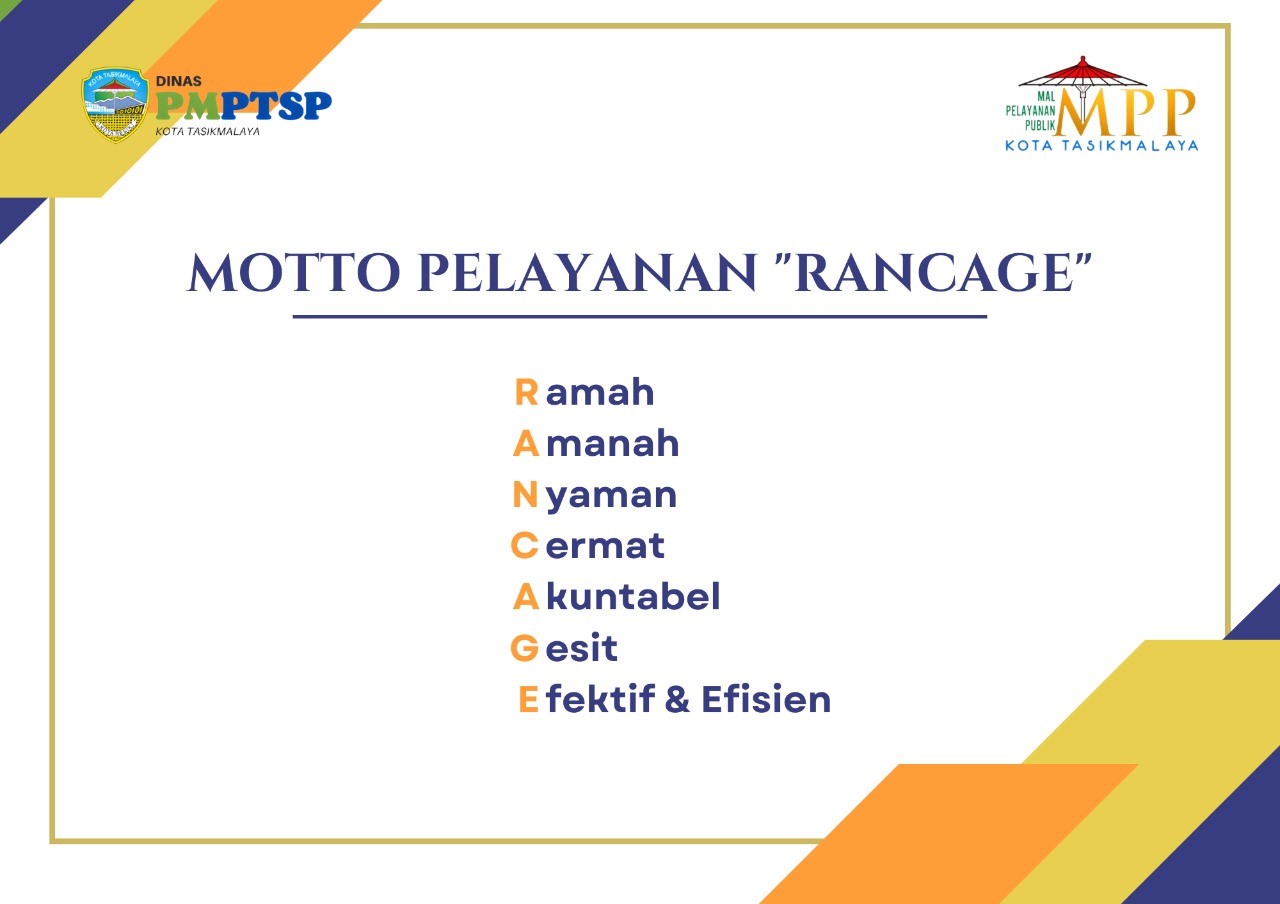 DINAS
PMPTSP
KOTA TASIKMALAYA
KOTA TASIKMALAYA
MAL
PELAYANAN
PUBLIK
MPP
KOTA TASIKMALAYA
MOTTO PELAYANAN "RANCAGE"
Ramah
Amanah
Nyaman
Cermat
Akuntabel
Gesit
Efektif & Efisien